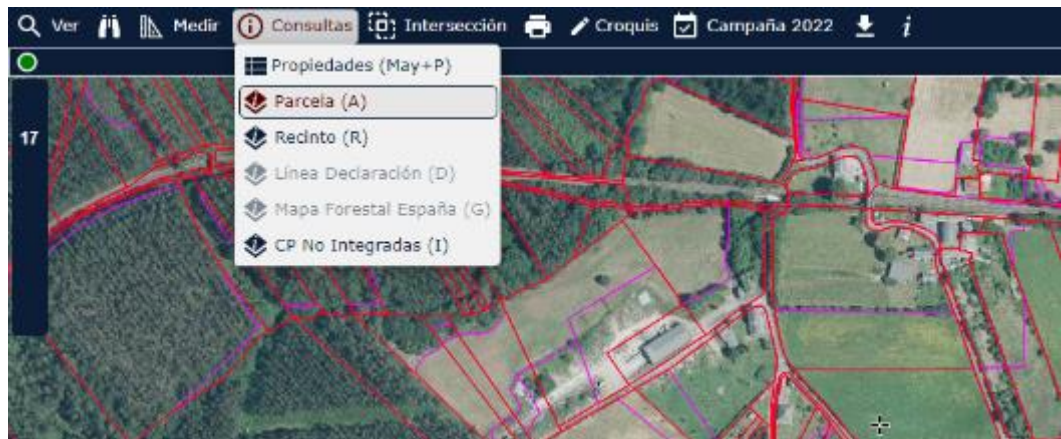 Ver Medir Consultas Intersección Croquis Campaña 2022 i
Propiedades (May+P)
Parcela (A)
17
Recinto (R)
Línea Declaración (D)
Mapa Forestal España (G)
CP No Integradas (I)